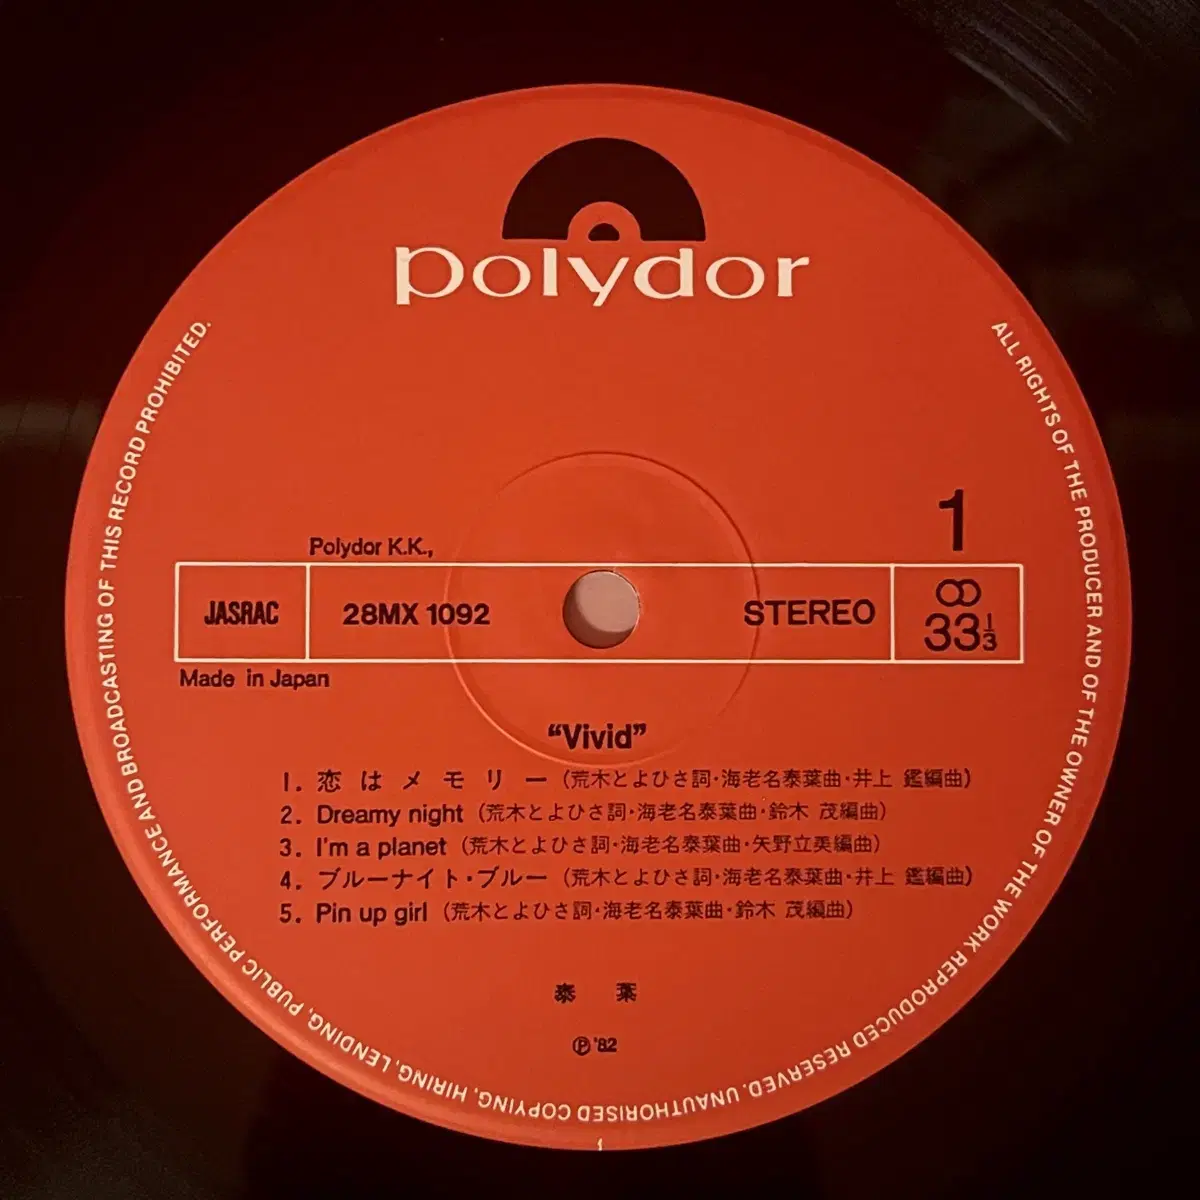 polydor
1
Polydor K.K.,
JASRAC 28MX 1092 STEREO 33⅓
Made in Japan
“Vivid”
1. 恋はメモリー (荒木とよひさ詞・海老名泰葉曲・井上 鑑編曲)
2. Dreamy night (荒木とよひさ詞・海老名泰葉曲・鈴木 茂編曲)
3. I'm a planet (荒木とよひさ詞・海老名泰葉曲・矢野立美編曲)
4. ブルーナイト・ブルー (荒木とよひさ詞・海老名泰葉曲・井上 鑑編曲)
5. Pin up girl (荒木とよひさ詞・海老名泰葉曲・鈴木 茂編曲)
泰 葉
Ⓟ '82
ALL RIGHTS OF THE PRODUCER AND OF THE OWNER OF THE WORK REPRODUCED RESERVED. UNAUTHORISED COPYING, HIRING, LENDING, PUBLIC PERFORMANCE AND BROADCASTING OF THIS RECORD PROHIBITED.